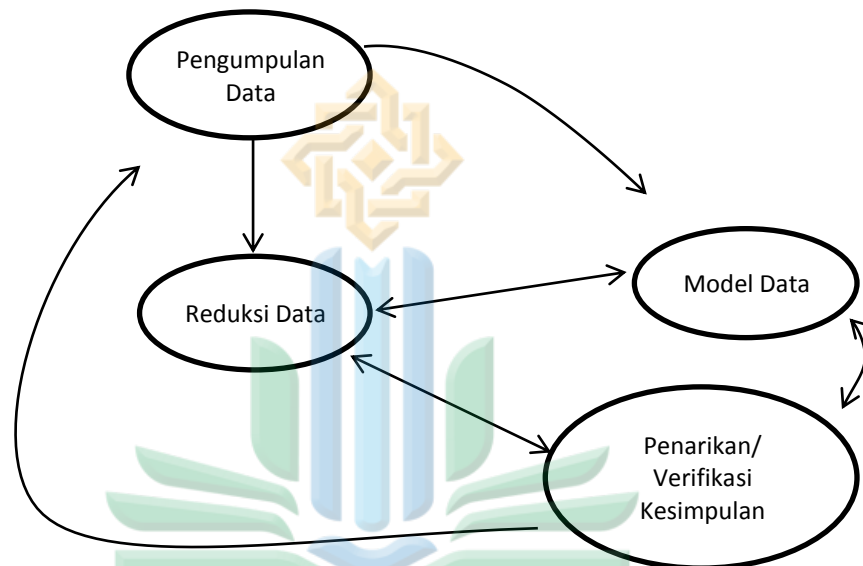 Pengumpulan
Data
Reduksi Data
Model Data
Penarikan/
Verifikasi
Kesimpulan